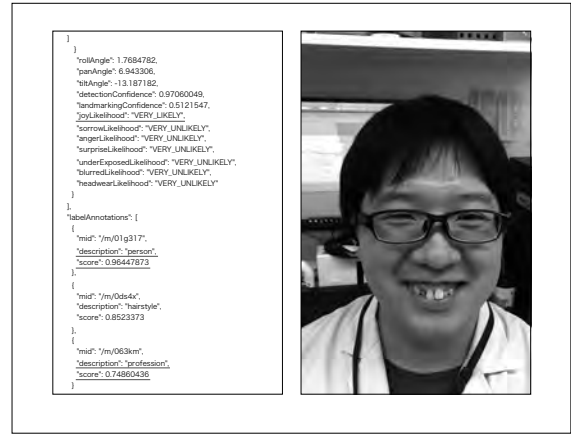 ]
}
"rollAngle": 1.7684782,
"panAngle": 6.943306,
"tiltAngle": -13.187182,
"detectionConfidence": 0.97060049,
"landmarkingConfidence": 0.5121547,
"joyLikelihood": "VERY_LIKELY",
"sorrowLikelihood": "VERY_UNLIKELY",
"angerLikelihood": "VERY_UNLIKELY",
"surpriseLikelihood": "VERY_UNLIKELY",
"underExposedLikelihood": "VERY_UNLIKELY",
"blurredLikelihood": "VERY_UNLIKELY",
"headwearLikelihood": "VERY_UNLIKELY"
}
],
"labelAnnotations": [
{
"mid": "/m/01g317",
"description": "person",
"score": 0.96447873
},
{
"mid": "/m/0ds4x",
"description": "hairstyle",
"score": 0.8523373
},
{
"mid": "/m/063km",
"description": "profession",
"score": 0.74860436
}